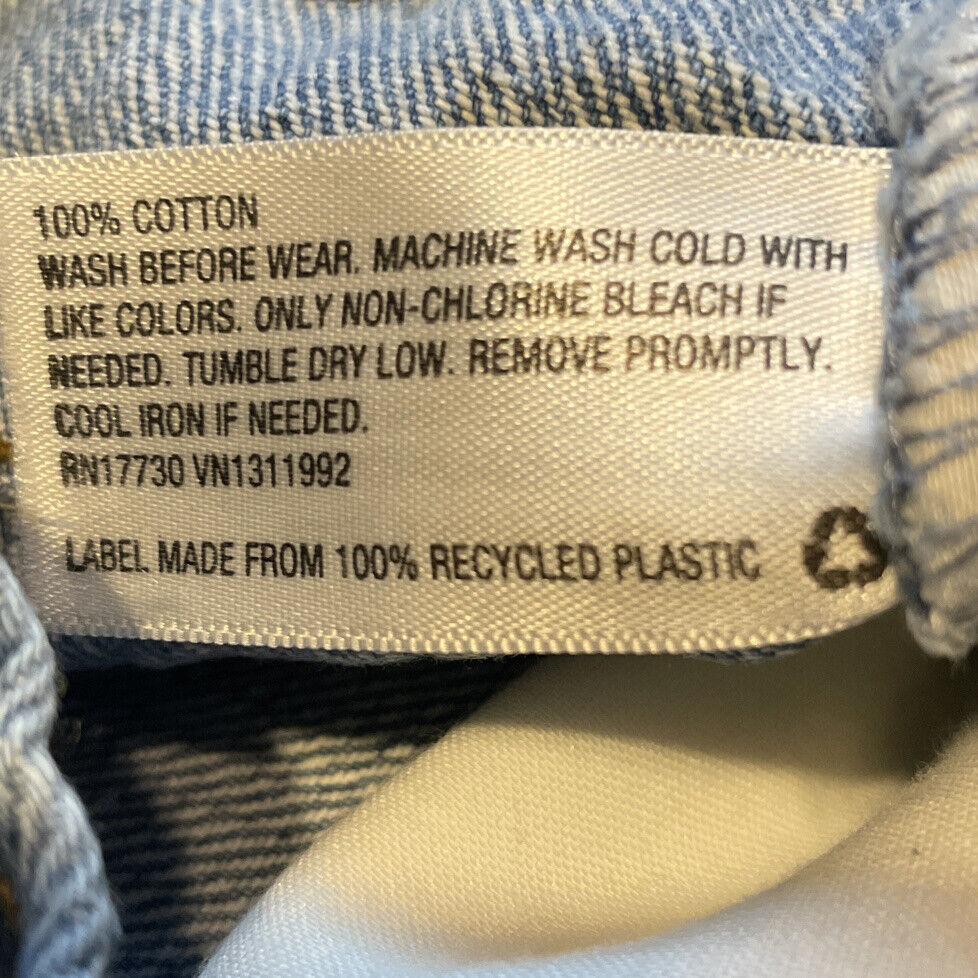 100% COTTON
WASH BEFORE WEAR. MACHINE WASH COLD WITH
LIKE COLORS. ONLY NON-CHLORINE BLEACH IF
NEEDED. TUMBLE DRY LOW. REMOVE PROMPTLY.
COOL IRON IF NEEDED.
RN17730 VN1311992
LABEL MADE FROM 100% RECYCLED PLASTIC